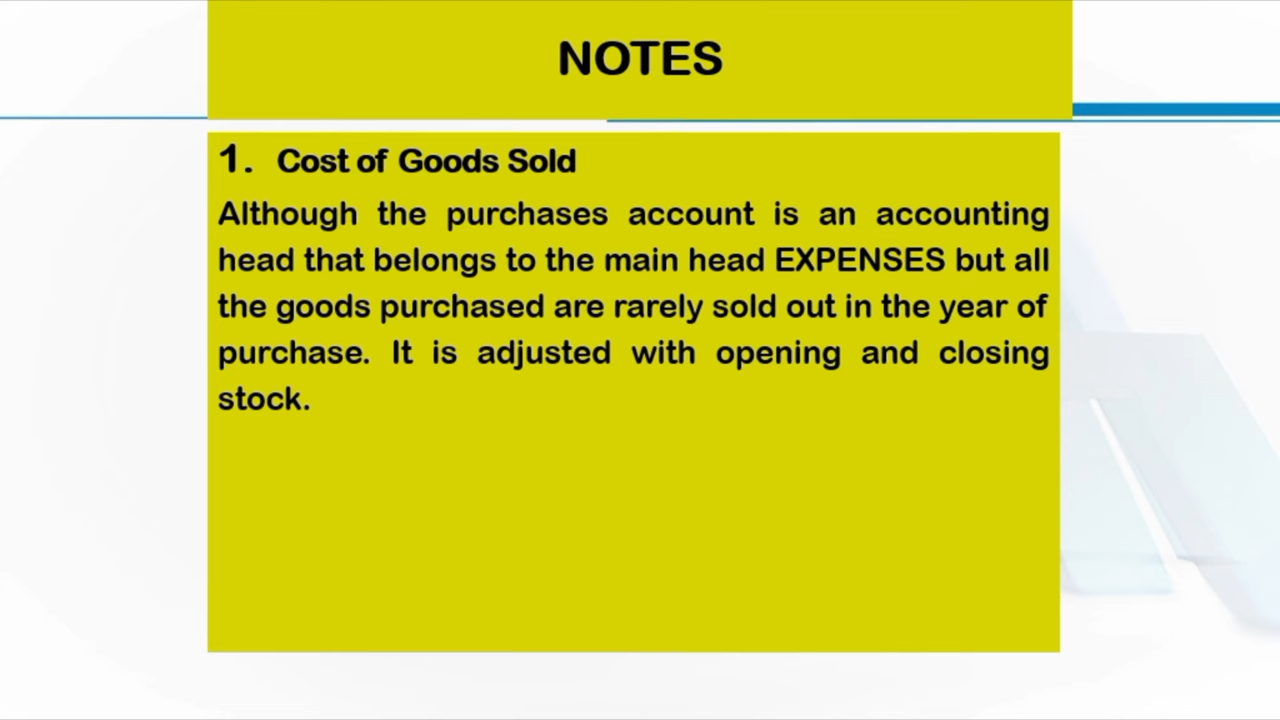 NOTES
1. Cost of Goods Sold
Although the purchases account is an accounting
head that belongs to the main head EXPENSES but all
the goods purchased are rarely sold out in the year of
purchase. It is adjusted with opening and closing
stock.